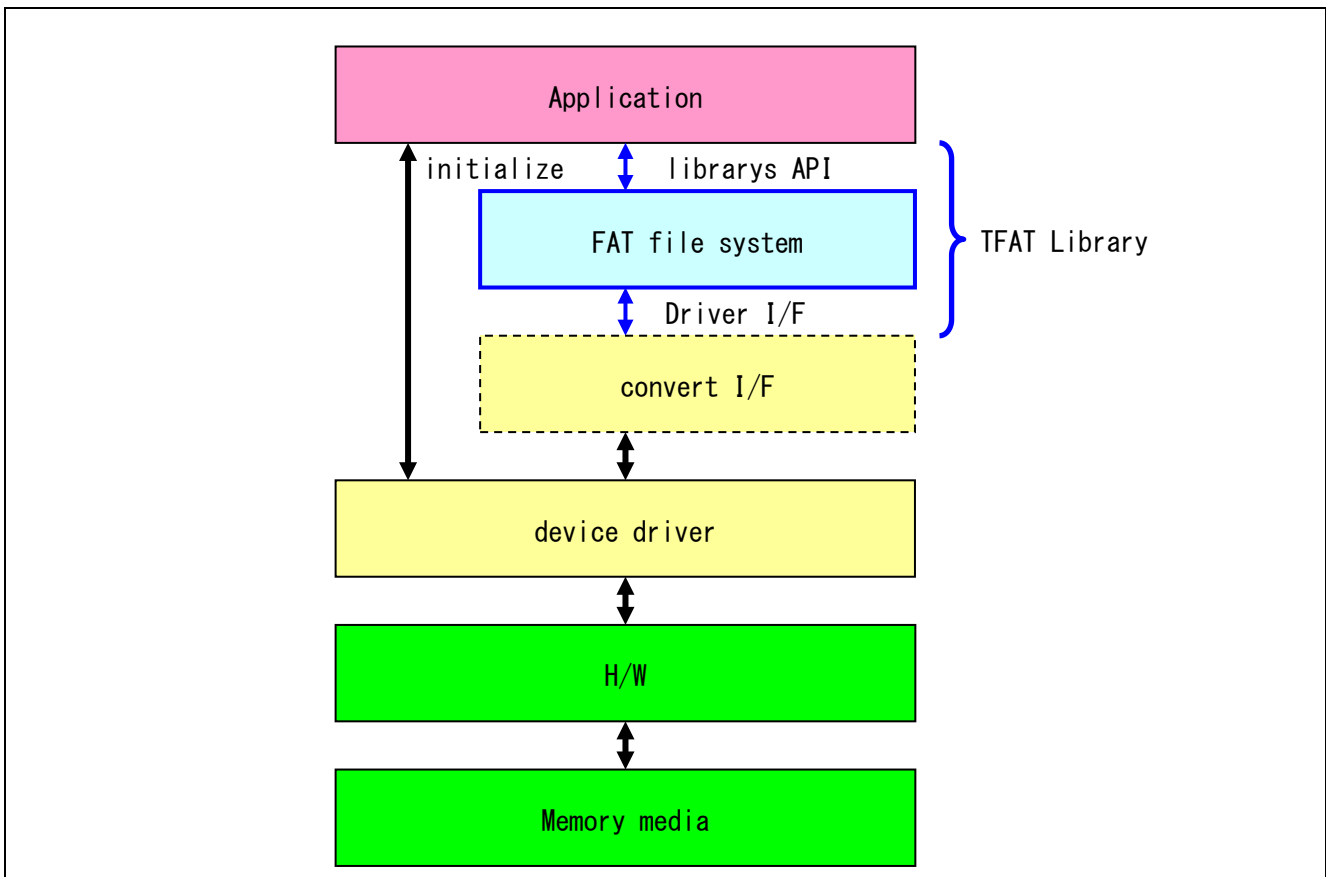 Application
initialize
librarys API
FAT file system
TFAT Library
Driver I/F
convert I/F
device driver
H/W
Memory media